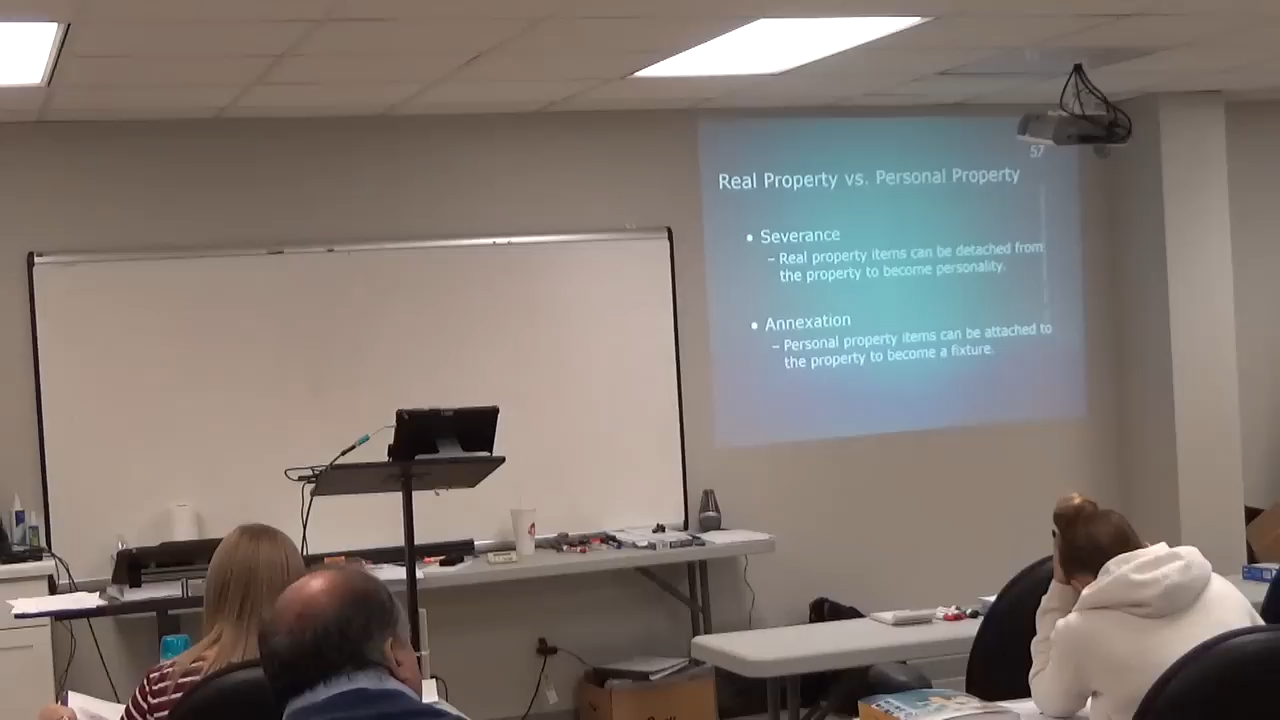 57
Real Property vs. Personal Property
• Severance
– Real property items can be detached from
the property to become personality.
• Annexation
– Personal property items can be attached to
the property to become a fixture.